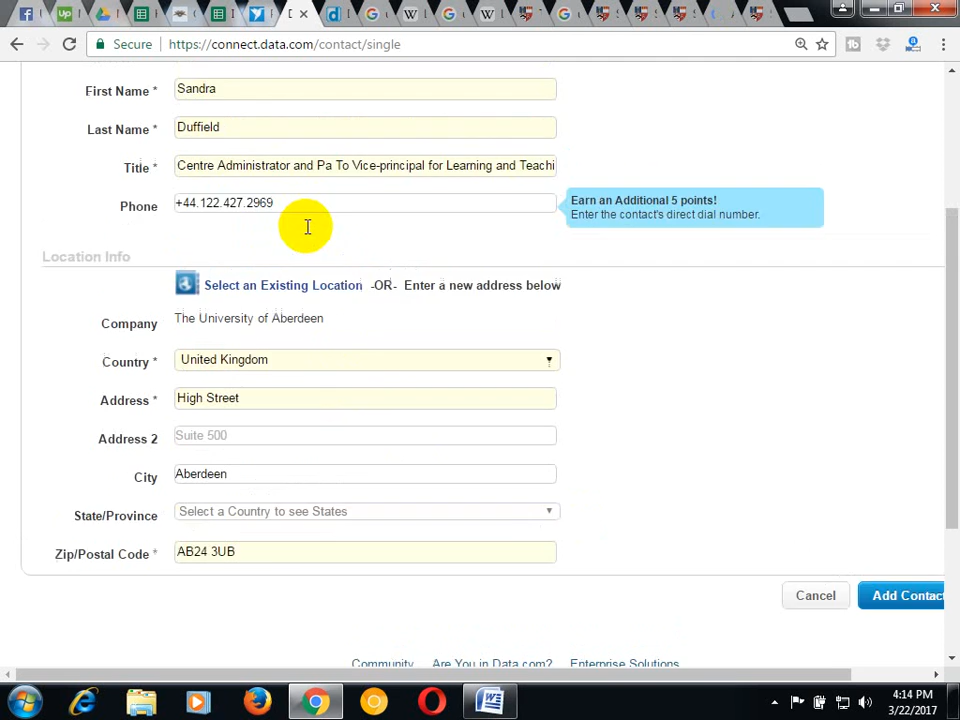 Secure
https://connect.data.com/contact/single
First Name *
Sandra
Last Name *
Duffield
Title *
Centre Administrator and Pa To Vice-principal for Learning and Teachi
Phone
+44.122.427.2969
Earn an Additional 5 points!
Enter the contact's direct dial number.
Location Info
Select an Existing Location -OR- Enter a new address below
Company
The University of Aberdeen
Country *
United Kingdom
Address *
High Street
Address 2
Suite 500
City
Aberdeen
State/Province
Select a Country to see States
Zip/Postal Code *
AB24 3UB
Cancel
Add Contact
Community
Are You in Data.com?
Enterprise Solutions
4:14 PM
3/22/2017